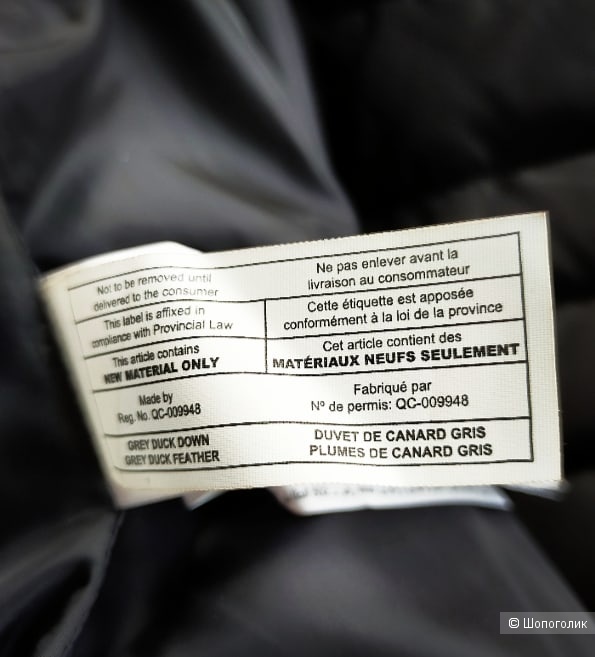 Not to be removed until
delivered to the consumer
Ne pas enlever avant la
livraison au consommateur
This label is affixed in
compliance with Provincial Law
Cette étiquette est apposée
conformément à la loi de la province
This article contains
NEW MATERIAL ONLY
Cet article contient des
MATÉRIAUX NEUFS SEULEMENT
Made by
Reg. No. QC-009948
Fabriqué par
Nº de permis: QC-009948
GREY DUCK DOWN
GREY DUCK FEATHER
DUVET DE CANARD GRIS
PLUMES DE CANARD GRIS
© Шопоголик